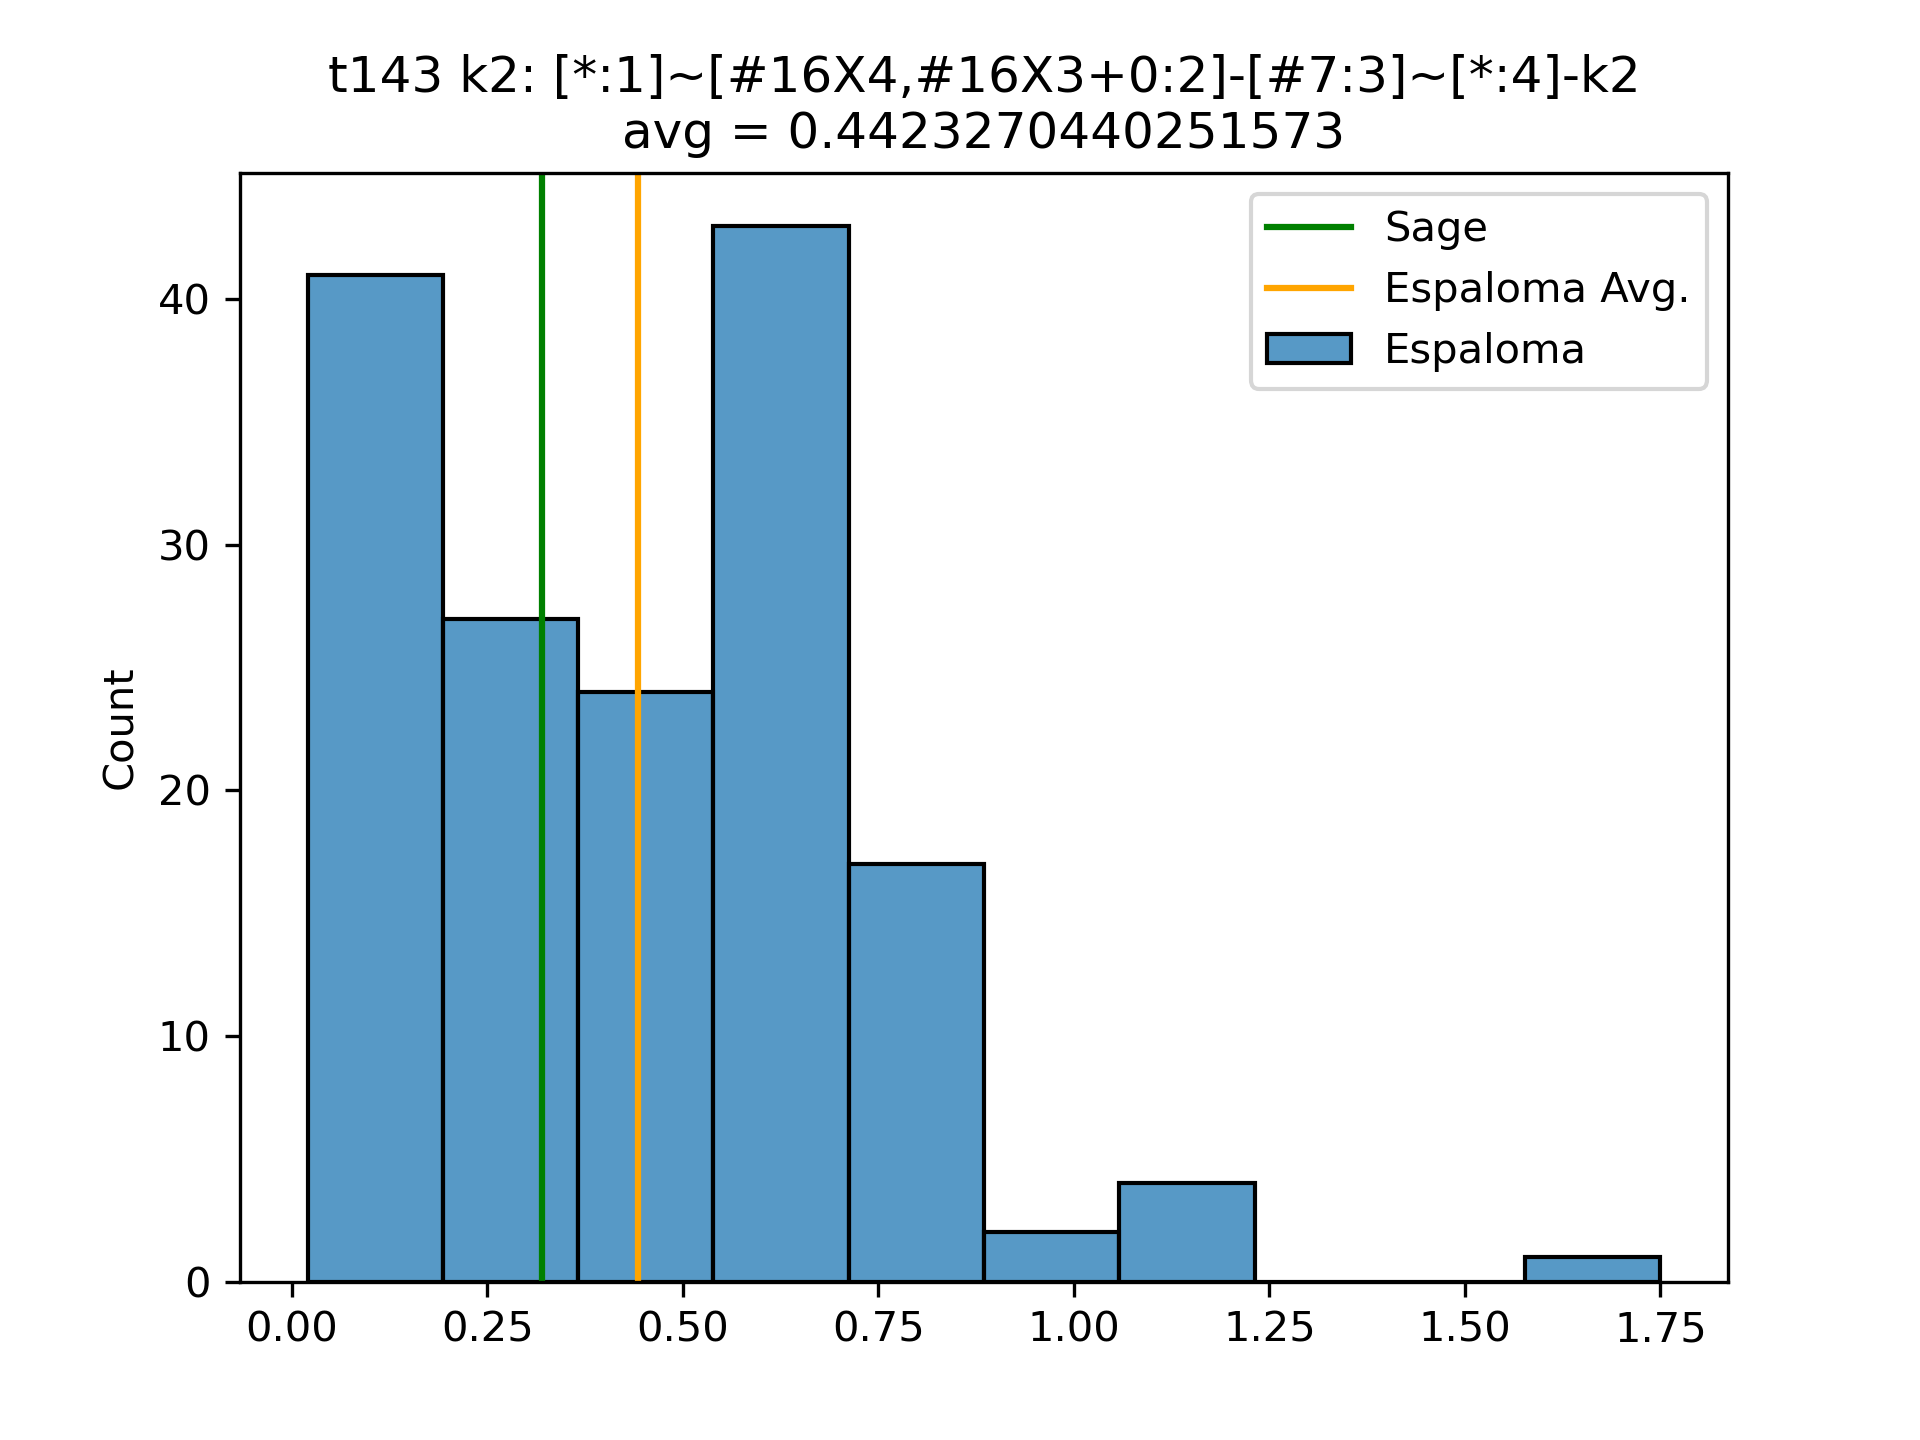 t143 k2: [*:1]~[#16X4,#16X3+0:2]-[#7:3]~[*:4]-k2
avg = 0.4423270440251573
Sage
Espaloma Avg.
Espaloma
Count
40
30
20
10
0
0.00 0.25 0.50 0.75 1.00 1.25 1.50 1.75